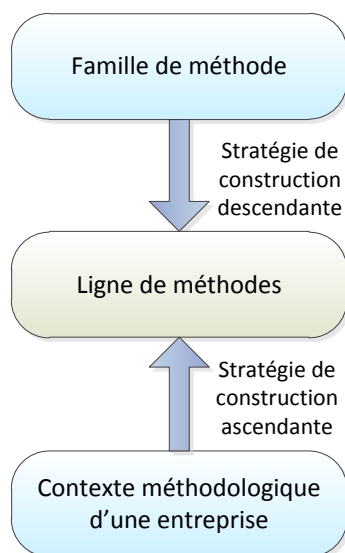 Famille de méthode
Stratégie de
construction
descendante
Ligne de méthodes
Stratégie de
construction
ascendante
Contexte méthodologique
d’une entreprise